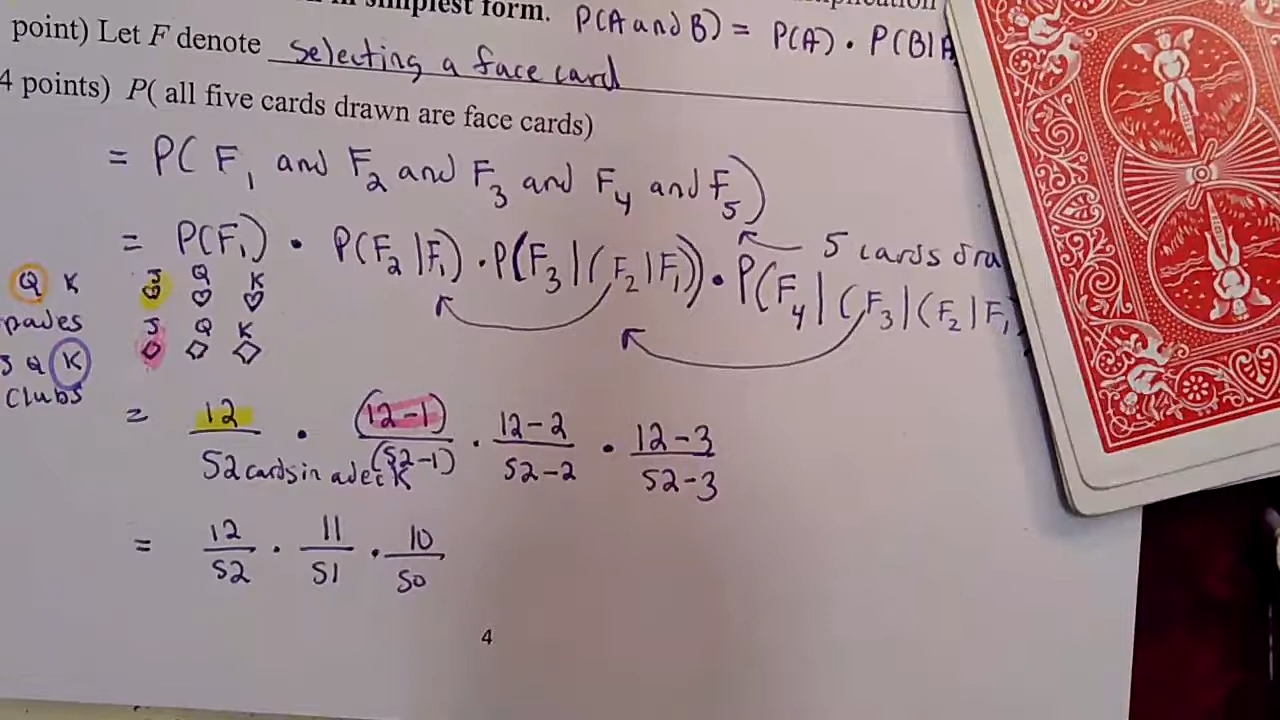 simplest form. P(A and B) = P(A) · P(B|A
point) Let F denote selecting a face card
4 points) P( all five cards drawn are face cards)
= P( F₁ and F₂ and F₃ and F₄ and F₅)
= P(F₁) · P(F₂|F₁) · P(F₃|(F₂|F₁)) · P(F₄|(F₃|(F₂|F₁
5 cards dra
Q K J Q K
pades J Q K
J Q K
Clubs
= 12/52 cards in a deck · (12-1)/(52-1) · 12-2/52-2 · 12-3/52-3
= 12/52 · 11/51 · 10/50
4